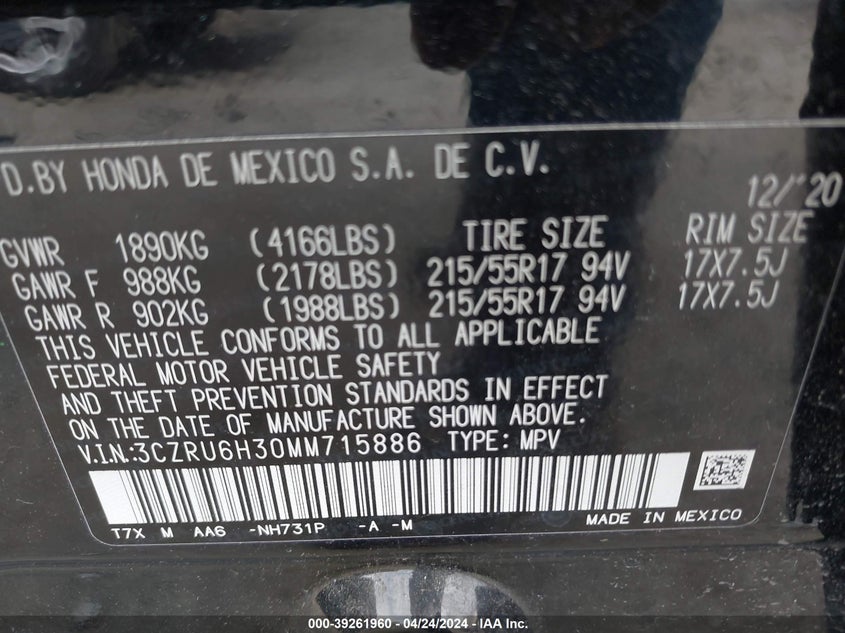 D.BY HONDA DE MEXICO S.A. DE C.V.
12/'20
GVWR 1890KG (4166LBS) TIRE SIZE RIM SIZE
GAWR F 988KG (2178LBS) 215/55R17 94V 17X7.5J
GAWR R 902KG (1988LBS) 215/55R17 94V 17X7.5J
THIS VEHICLE CONFORMS TO ALL APPLICABLE
FEDERAL MOTOR VEHICLE SAFETY
AND THEFT PREVENTION STANDARDS IN EFFECT
ON THE DATE OF MANUFACTURE SHOWN ABOVE.
V.I.N:3CZRU6H30MM715886 TYPE: MPV
T7X M AA6 -NH731P -A -M MADE IN MEXICO
000-39261960 - 04/24/2024 - IAA Inc.